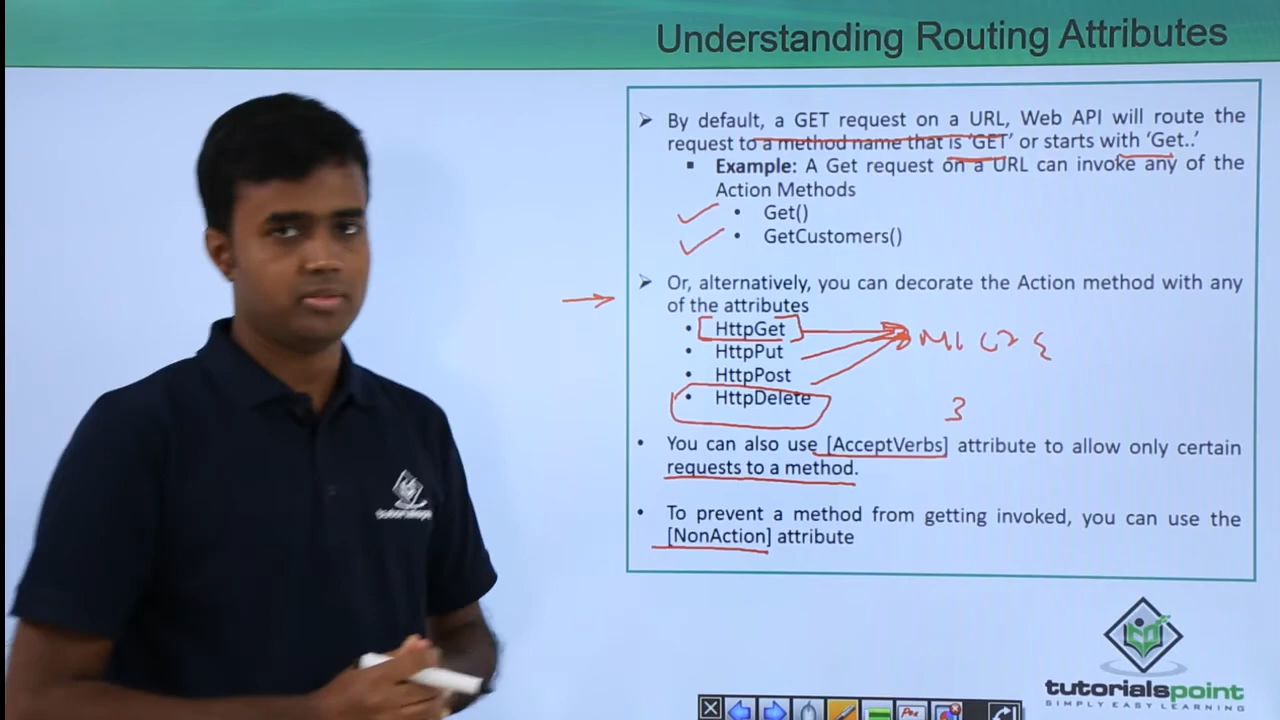 Understanding Routing Attributes
➢ By default, a GET request on a URL, Web API will route the
request to a method name that is 'GET' or starts with 'Get..'
▪ Example: A Get request on a URL can invoke any of the
Action Methods
• Get()
• GetCustomers()
➢ Or, alternatively, you can decorate the Action method with any
of the attributes
• HttpGet
• HttpPut
• HttpPost
• HttpDelete
• You can also use [AcceptVerbs] attribute to allow only certain
requests to a method.
• To prevent a method from getting invoked, you can use the
[NonAction] attribute
tutorialspoint
SIMPLY EASY LEARNING